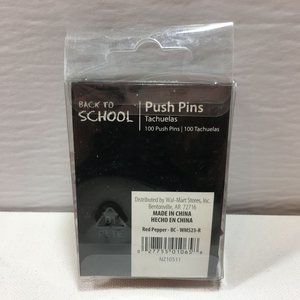 BACK TO
SCHOOL
Push Pins
Tachuelas
100 Push Pins | 100 Tachuelas
Distributed by Wal-Mart Stores, Inc.
Bentonville, AR 72716
MADE IN CHINA
HECHO EN CHINA
Red Pepper - BC - WM523-R
NZ10511